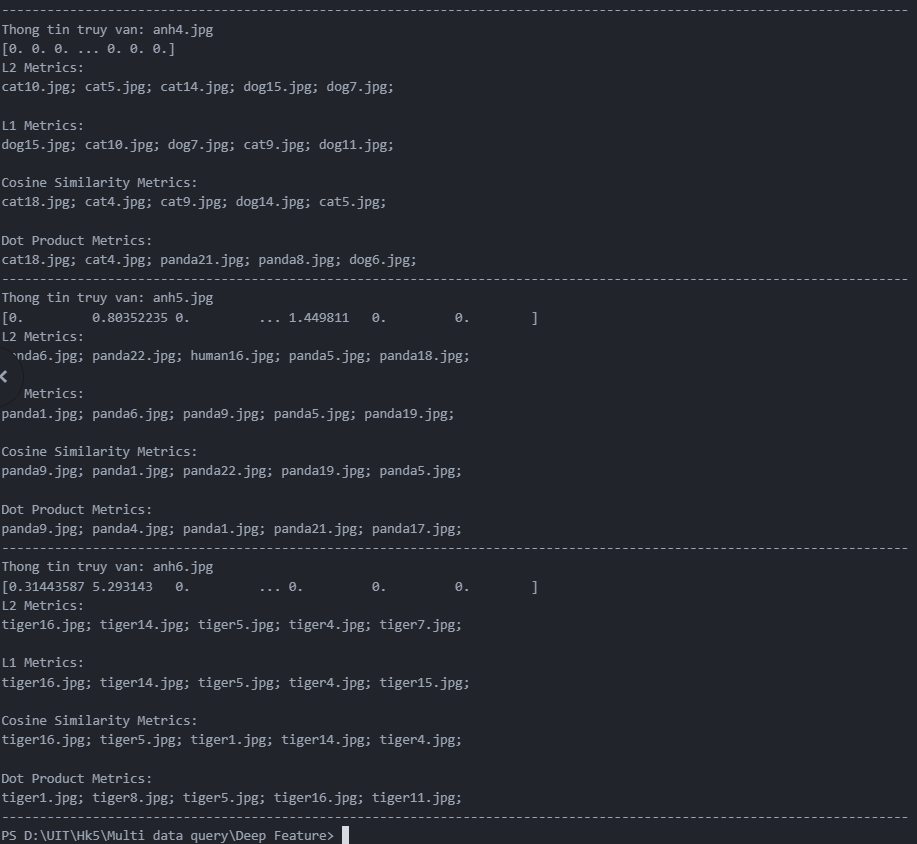 Thong tin truy van: anh4.jpg
[0. 0. 0. ... 0. 0. 0.]
L2 Metrics:
cat10.jpg; cat5.jpg; cat14.jpg; dog15.jpg; dog7.jpg;
L1 Metrics:
dog15.jpg; cat10.jpg; dog7.jpg; cat9.jpg; dog11.jpg;
Cosine Similarity Metrics:
cat18.jpg; cat4.jpg; cat9.jpg; dog14.jpg; cat5.jpg;
Dot Product Metrics:
cat18.jpg; cat4.jpg; panda21.jpg; panda8.jpg; dog6.jpg;
Thong tin truy van: anh5.jpg
[0. 0.80352235 0. ... 1.449811 0. 0. ]
L2 Metrics:
nda6.jpg; panda22.jpg; human16.jpg; panda5.jpg; panda18.jpg;
Metrics:
panda1.jpg; panda6.jpg; panda9.jpg; panda5.jpg; panda19.jpg;
Cosine Similarity Metrics:
panda9.jpg; panda1.jpg; panda22.jpg; panda19.jpg; panda5.jpg;
Dot Product Metrics:
panda9.jpg; panda4.jpg; panda1.jpg; panda21.jpg; panda17.jpg;
Thong tin truy van: anh6.jpg
[0.31443587 5.293143 0. ... 0. 0. 0. ]
L2 Metrics:
tiger16.jpg; tiger14.jpg; tiger5.jpg; tiger4.jpg; tiger7.jpg;
L1 Metrics:
tiger16.jpg; tiger14.jpg; tiger5.jpg; tiger4.jpg; tiger15.jpg;
Cosine Similarity Metrics:
tiger16.jpg; tiger5.jpg; tiger1.jpg; tiger14.jpg; tiger4.jpg;
Dot Product Metrics:
tiger1.jpg; tiger8.jpg; tiger5.jpg; tiger16.jpg; tiger11.jpg;
PS D:\UIT\Hk5\Multi data query\Deep Feature>